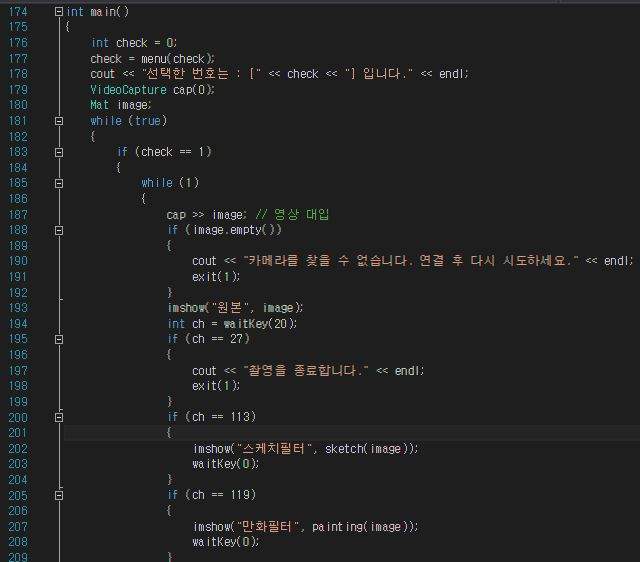 174 int main()
175 {
176 int check = 0;
177 check = menu(check);
178 cout << "선택한 번호는 : [" << check << "] 입니다." << endl;
179 VideoCapture cap(0);
180 Mat image;
181 while (true)
182 {
183 if (check == 1)
184 {
185 while (1)
186 {
187 cap >> image; // 영상 대입
188 if (image.empty())
189 {
190 cout << "카메라를 찾을 수 없습니다. 연결 후 다시 시도하세요." << endl;
191 exit(1);
192 }
193 imshow("원본", image);
194 int ch = waitKey(20);
195 if (ch == 27)
196 {
197 cout << "촬영을 종료합니다." << endl;
198 exit(1);
199 }
200 if (ch == 113)
201 {
202 imshow("스케치필터", sketch(image));
203 waitKey(0);
204 }
205 if (ch == 119)
206 {
207 imshow("만화필터", painting(image));
208 waitKey(0);
209 }